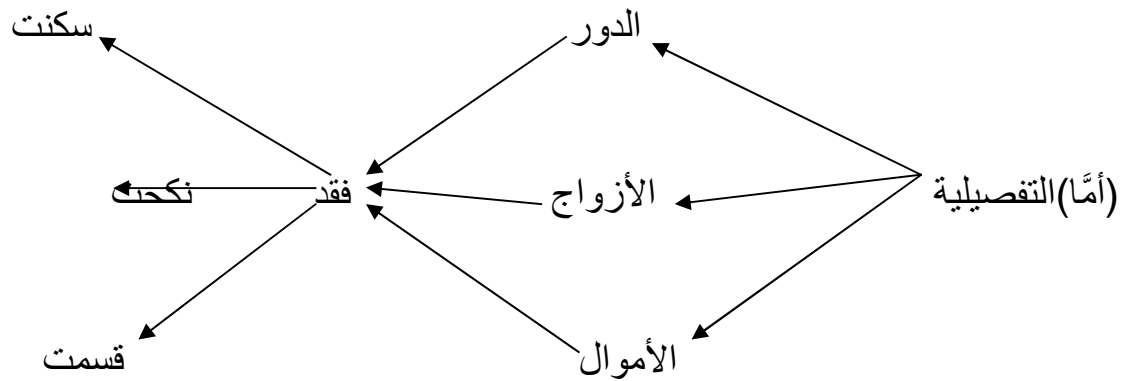 الدور
سكنت
(أمَّا)التفصيلية
الأزواج
فقد
نكحت
الأموال
قسمت